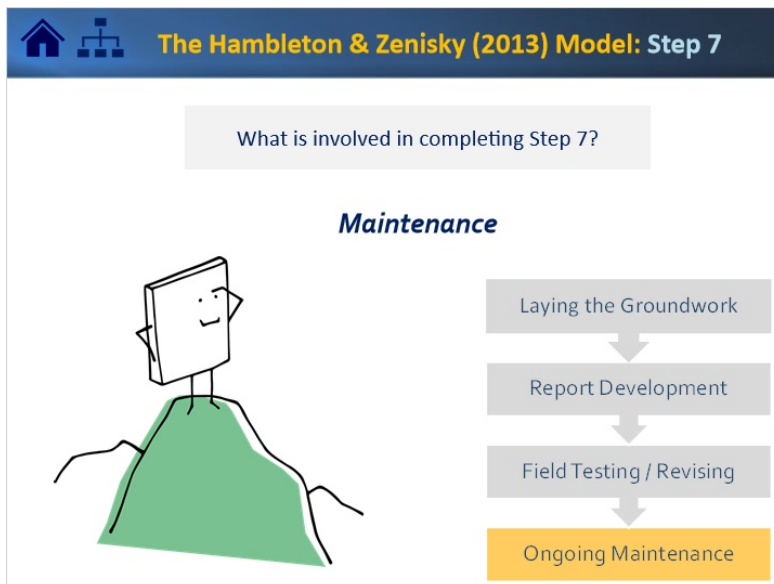 The Hambleton & Zenisky (2013) Model: Step 7
What is involved in completing Step 7?
Maintenance
Laying the Groundwork
Report Development
Field Testing / Revising
Ongoing Maintenance